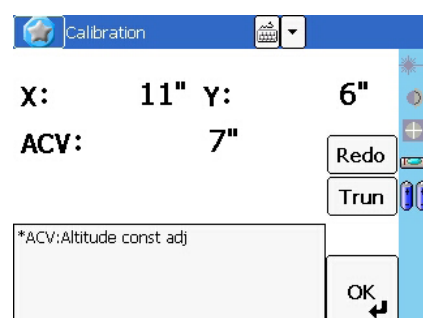 Calibration
X: 11" Y: 6"
ACV: 7"
Redo
Trun
*ACV:Altitude const adj
OK